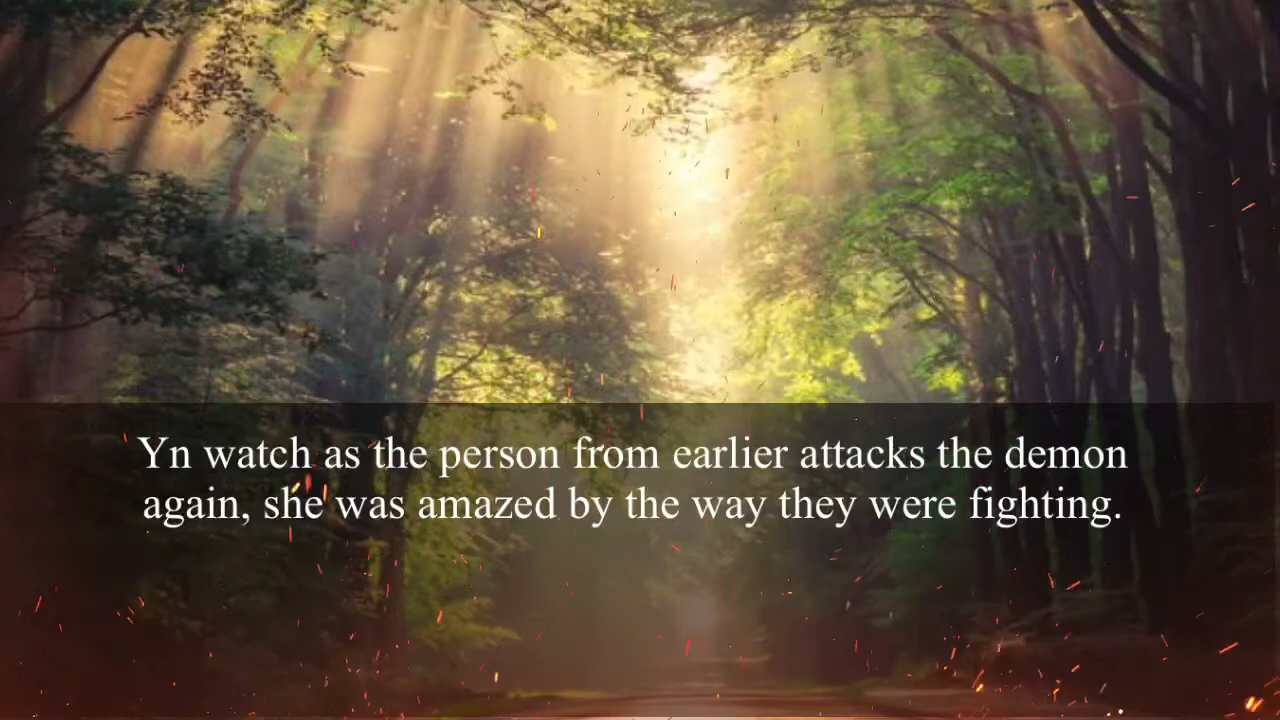 Yn watch as the person from earlier attacks the demon
again, she was amazed by the way they were fighting.